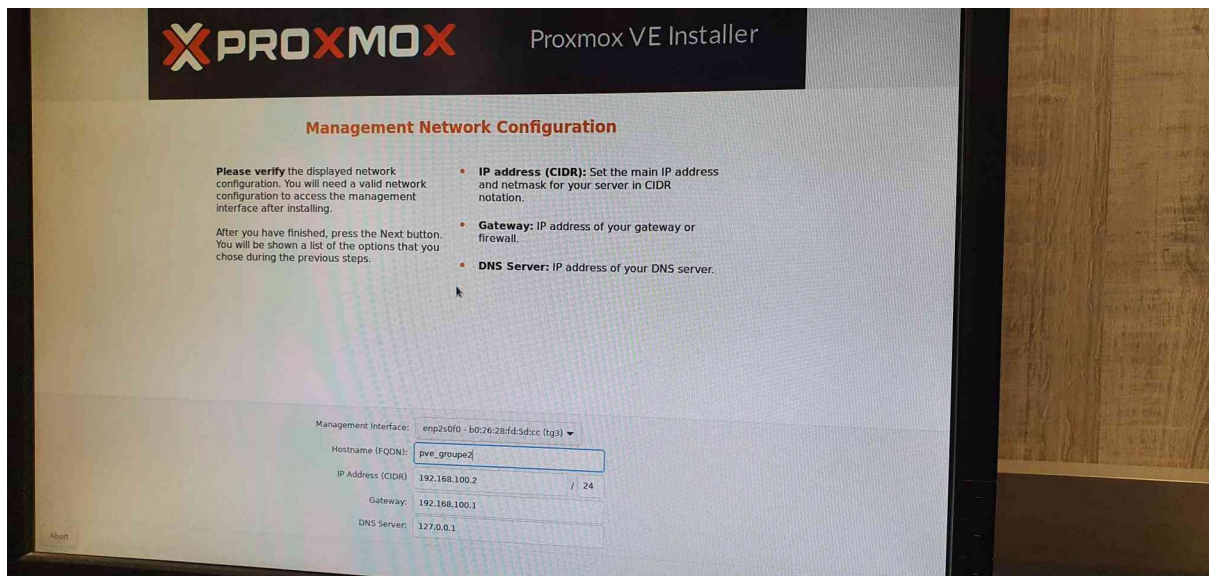 PROXMOX
Proxmox VE Installer
Management Network Configuration
Please verify the displayed network
configuration. You will need a valid network
configuration to access the management
interface after installing.
After you have finished, press the Next button.
You will be shown a list of the options that you
chose during the previous steps.
IP address (CIDR): Set the main IP address
and netmask for your server in CIDR
notation.
Gateway: IP address of your gateway or
firewall.
DNS Server: IP address of your DNS server.
Management Interface: enp2s0f0 - b0:26:28:fd:5d:cc (tg3)
Hostname (FQDN): pve_groupe2
IP Address (CIDR) 192.168.100.2 / 24
Gateway: 192.168.100.1
DNS Server: 127.0.0.1
Abort